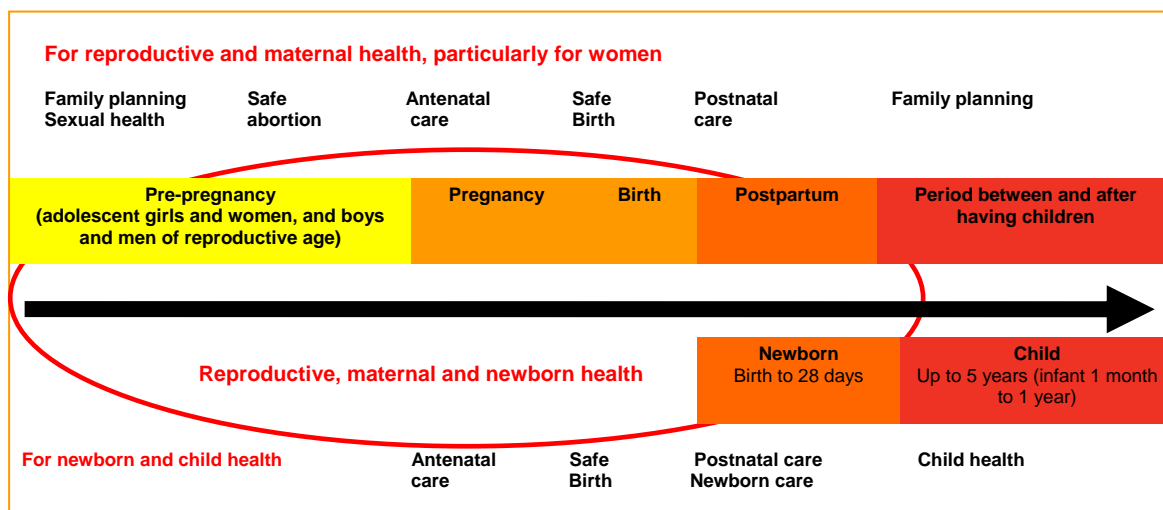 For reproductive and maternal health, particularly for women
Family planning Safe Antenatal Safe Postnatal Family planning
Sexual health abortion care Birth care
Pre-pregnancy
(adolescent girls and women, and boys
and men of reproductive age)
Pregnancy Birth
Postpartum
Period between and after
having children
Reproductive, maternal and newborn health
Newborn
Birth to 28 days
Child
Up to 5 years (infant 1 month
to 1 year)
For newborn and child health
Antenatal Safe Postnatal care Child health
care Birth Newborn care